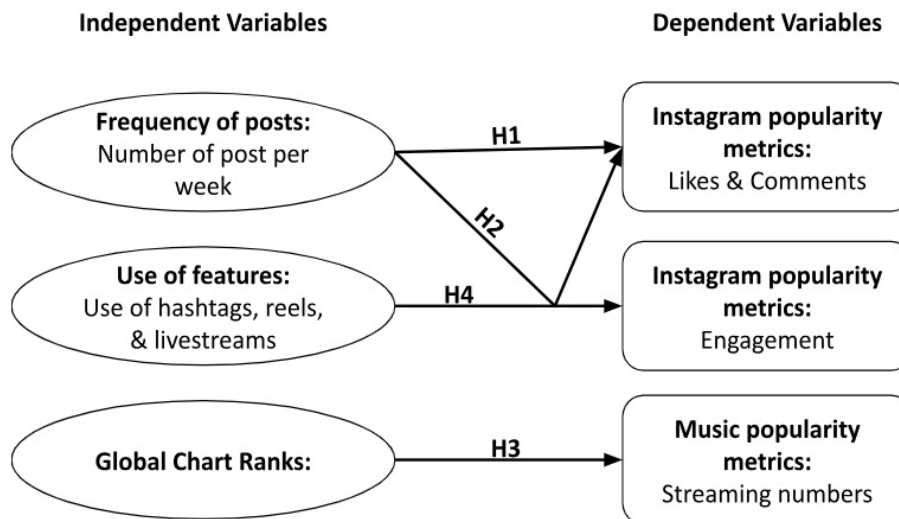 Independent Variables
Dependent Variables
Frequency of posts:
Number of post per
week
H1
Instagram popularity
metrics:
Likes & Comments
H2
Use of features:
Use of hashtags, reels,
& livestreams
H4
Instagram popularity
metrics:
Engagement
Global Chart Ranks:
H3
Music popularity
metrics:
Streaming numbers